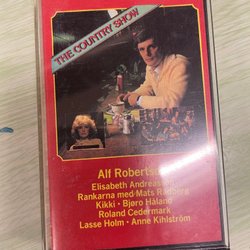 THE COUNTRY SHOW
Alf Robertson
Elisabeth Andreassen
Rankarna med Mats Rådberg
Kikki · Bjøro Håland
Roland Cedermark
Lasse Holm · Anne Kihlström